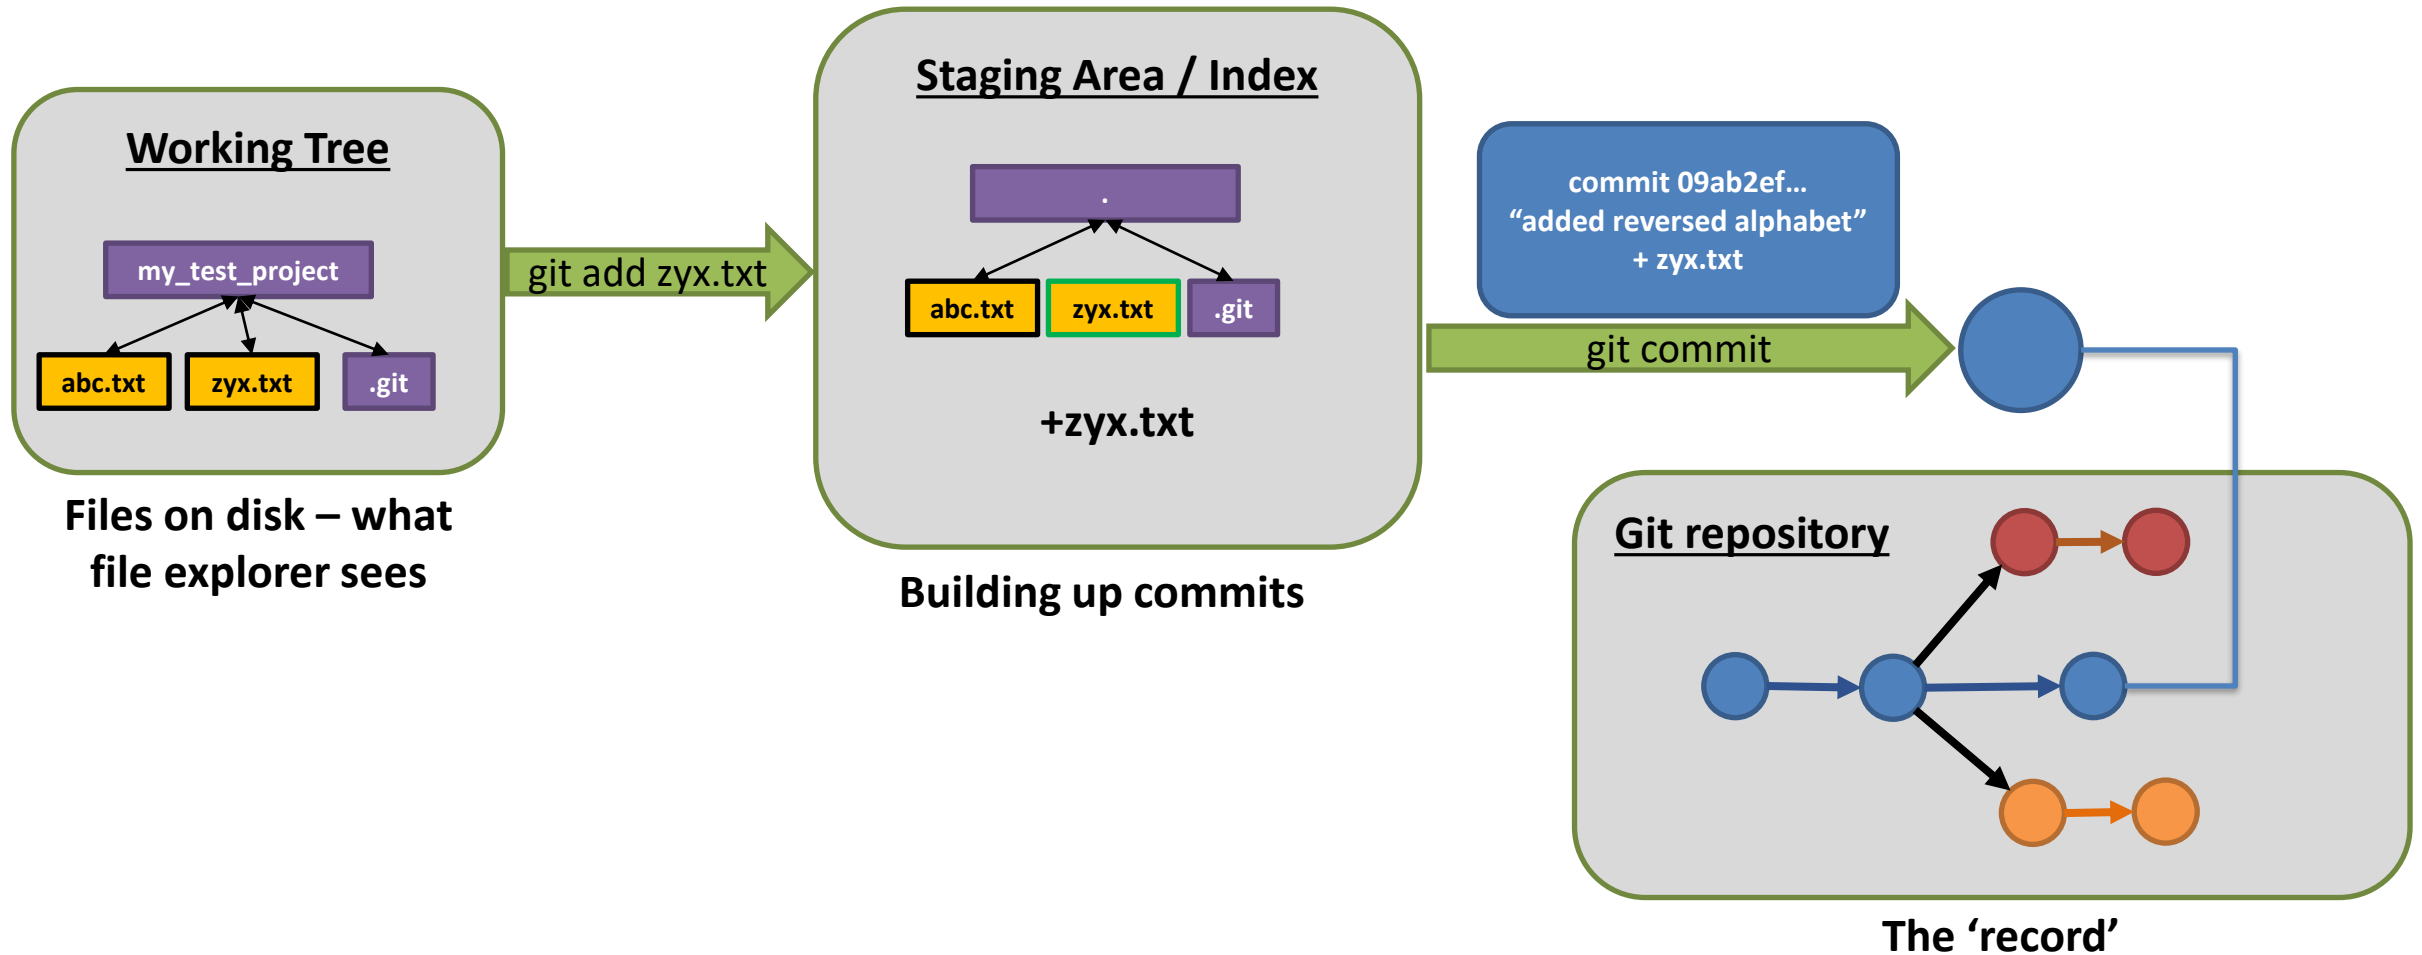 Working Tree
my_test_project
abc.txt
zyx.txt
.git
Files on disk – what
file explorer sees
git add zyx.txt
Staging Area / Index
.
abc.txt
zyx.txt
.git
+zyx.txt
Building up commits
commit 09ab2ef…
“added reversed alphabet”
+ zyx.txt
git commit
Git repository
The ‘record’